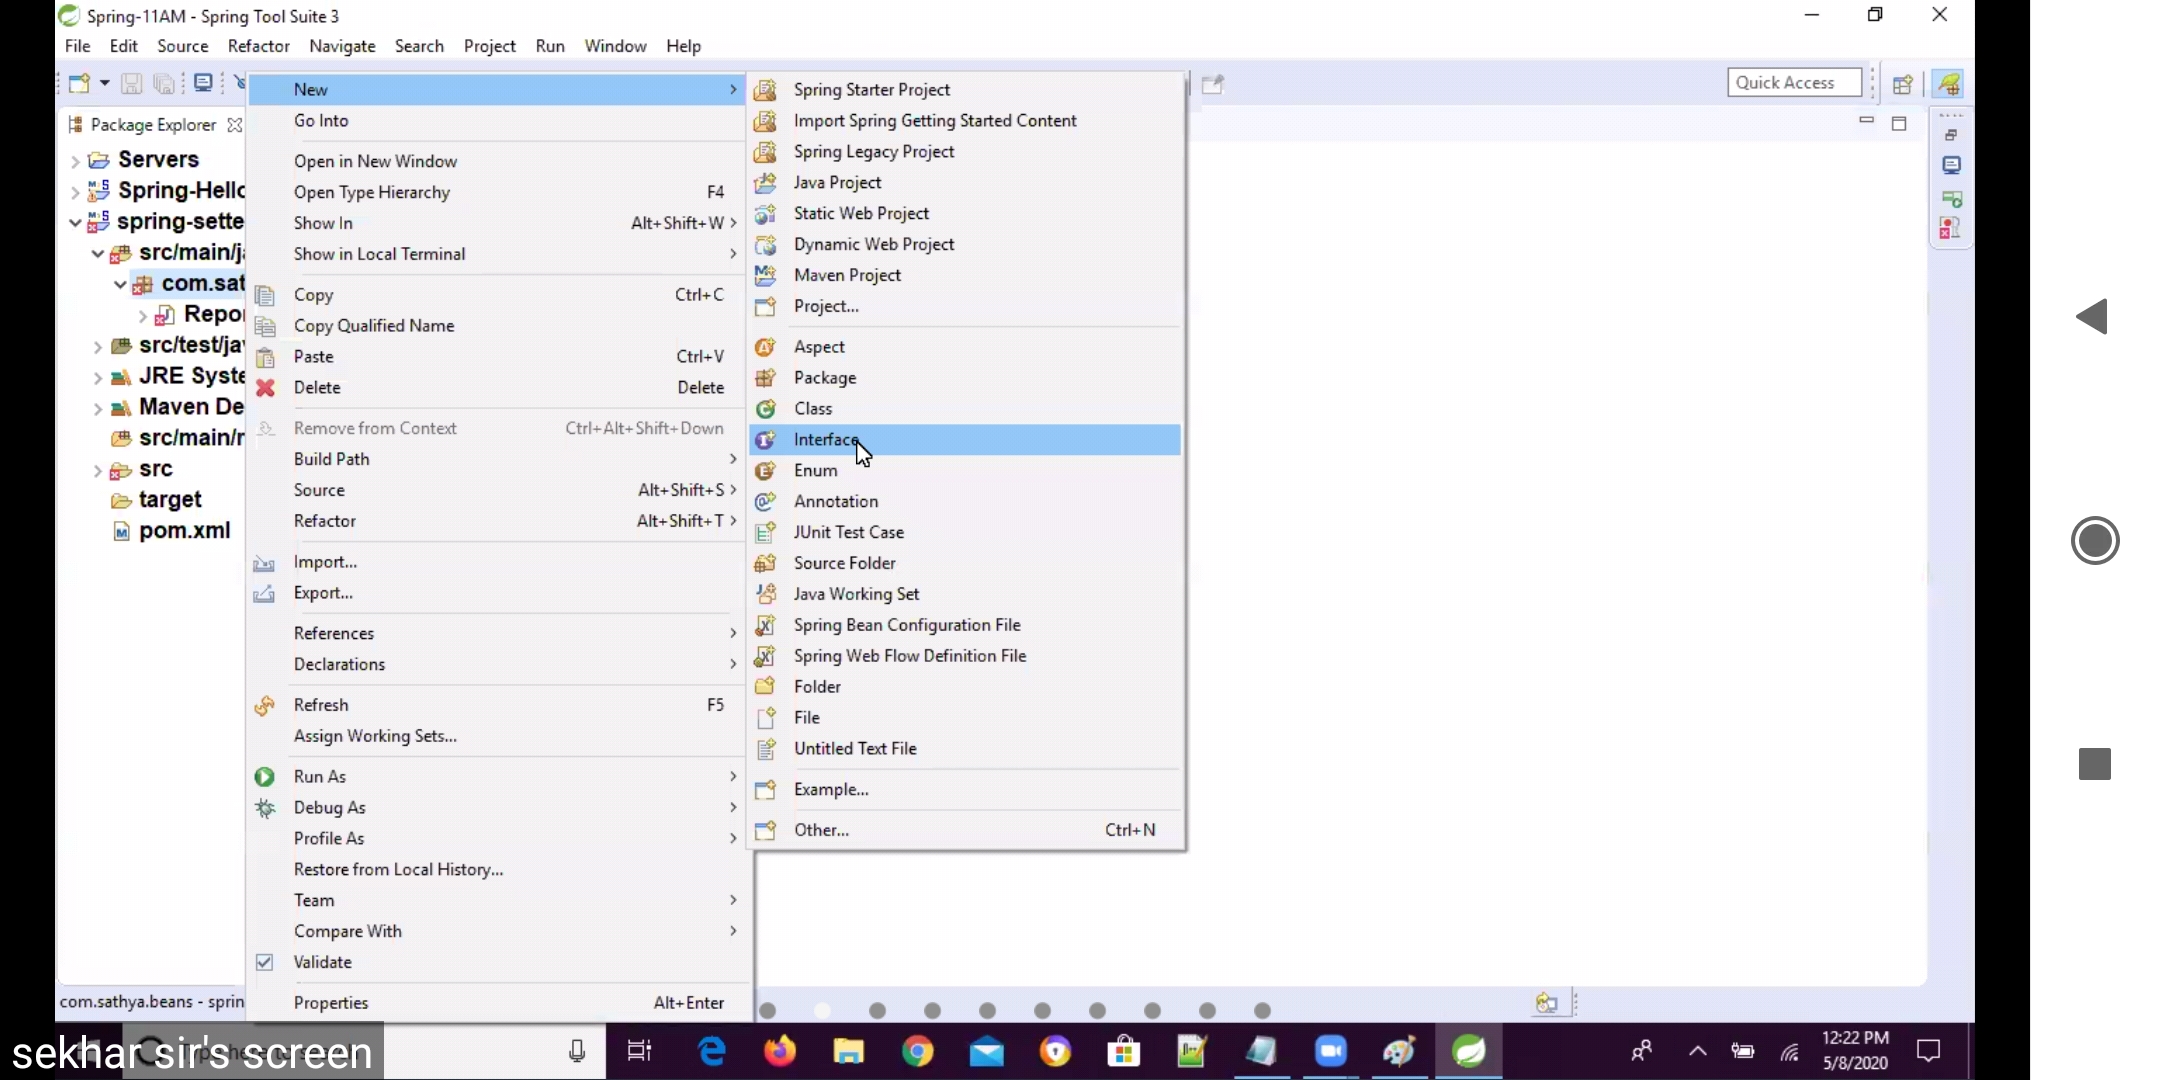 Spring-11AM - Spring Tool Suite 3
File Edit Source Refactor Navigate Search Project Run Window Help
Quick Access
Package Explorer
Servers
Spring-Hello
spring-sette
src/main/j
com.sat
Repo
src/test/ja
JRE Syste
Maven De
src/main/r
src
target
pom.xml
New
Go Into
Open in New Window
Open Type Hierarchy F4
Show In Alt+Shift+W
Show in Local Terminal
Copy Ctrl+C
Copy Qualified Name
Paste Ctrl+V
Delete Delete
Remove from Context Ctrl+Alt+Shift+Down
Build Path
Source Alt+Shift+S
Refactor Alt+Shift+T
Import...
Export...
References
Declarations
Refresh F5
Assign Working Sets...
Run As
Debug As
Profile As
Restore from Local History...
Team
Compare With
Validate
Properties Alt+Enter
Spring Starter Project
Import Spring Getting Started Content
Spring Legacy Project
Java Project
Static Web Project
Dynamic Web Project
Maven Project
Project...
Aspect
Package
Class
Interface
Enum
Annotation
JUnit Test Case
Source Folder
Java Working Set
Spring Bean Configuration File
Spring Web Flow Definition File
Folder
File
Untitled Text File
Example...
Other... Ctrl+N
com.sathya.beans - sprin
sekhar sir's screen
12:22 PM
5/8/2020